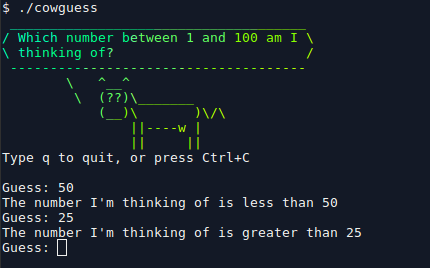 $ ./cowguess
 _____________________________________
/ Which number between 1 and 100 am I \
\ thinking of?                        /
 -------------------------------------
        \   ^__^
         \  (??)\_______
            (__)\       )\/\
                ||----w |
                ||     ||
Type q to quit, or press Ctrl+C

Guess: 50
The number I'm thinking of is less than 50
Guess: 25
The number I'm thinking of is greater than 25
Guess: